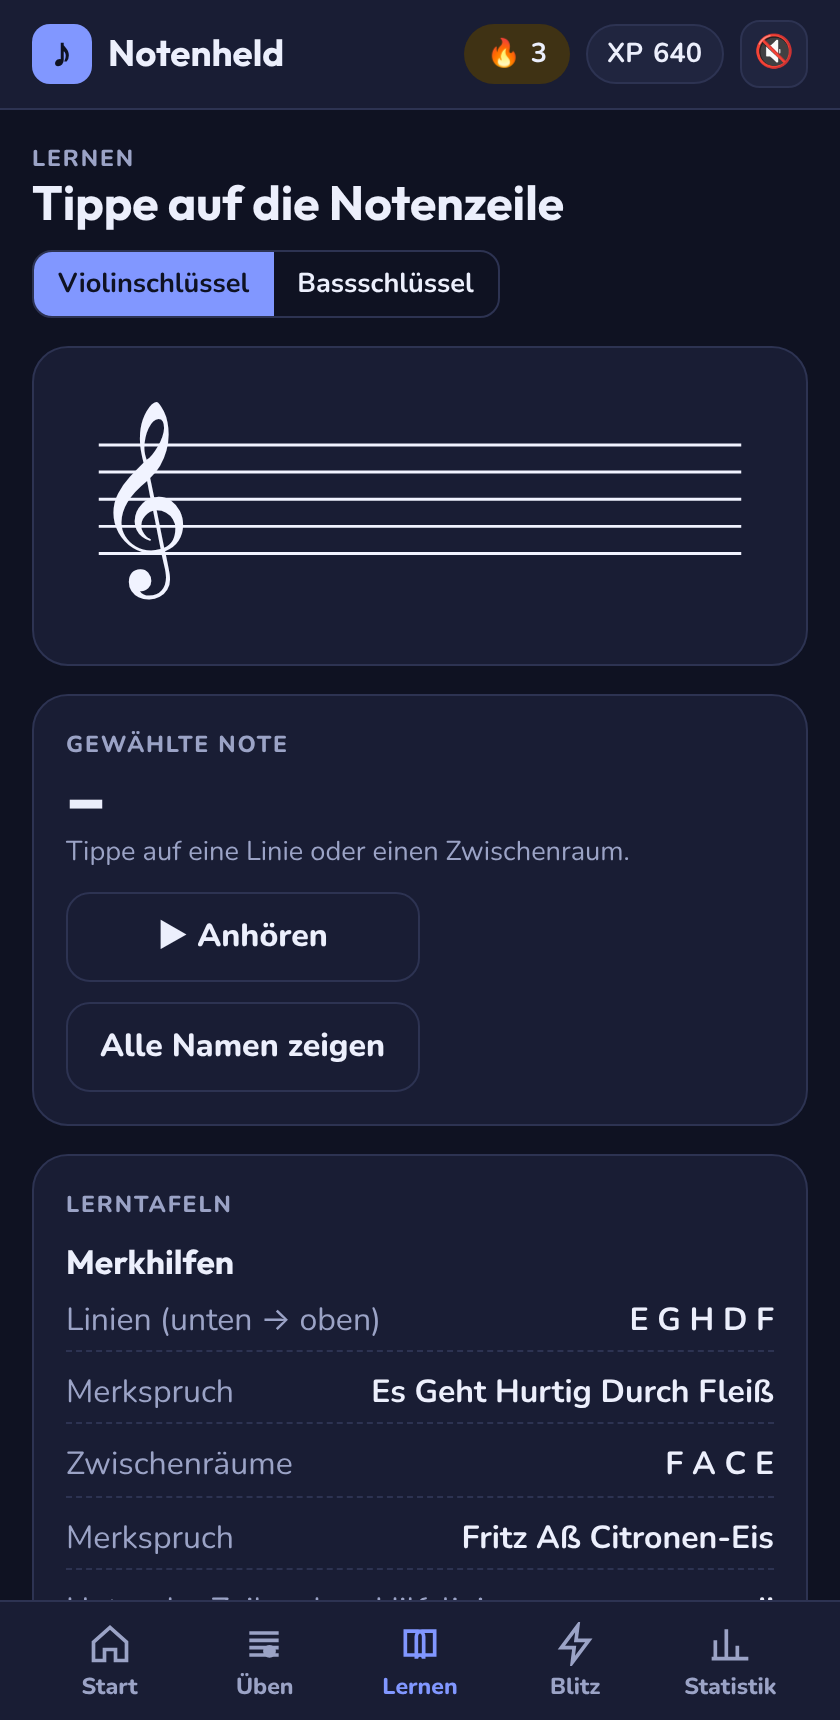 Notenheld
🔥 3
XP 640
LERNEN
Tippe auf die Notenzeile
Violinschlüssel
Bassschlüssel
GEWÄHLTE NOTE
–
Tippe auf eine Linie oder einen Zwischenraum.
▶ Anhören
Alle Namen zeigen
LERNTAFELN
Merkhilfen
Linien (unten → oben) E G H D F
Merkspruch Es Geht Hurtig Durch Fleiß
Zwischenräume F A C E
Merkspruch Fritz Aß Citronen-Eis
Start
Üben
Lernen
Blitz
Statistik